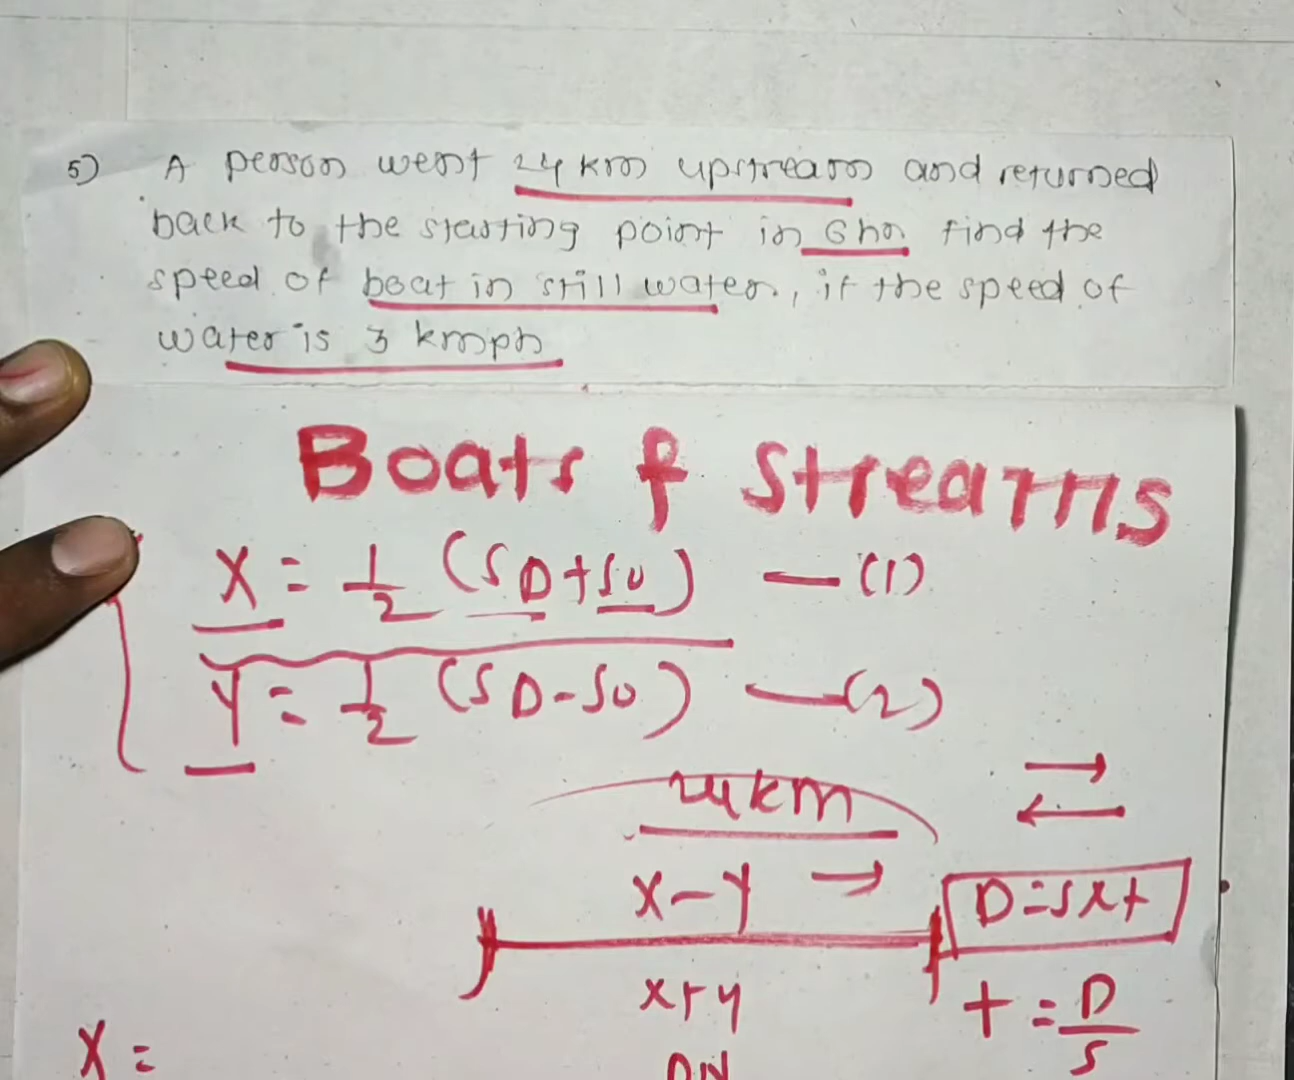 5) A person went 24 km upstream and returned
back to the starting point in 6 hr find the
speed of boat in still water, if the speed of
water is 3 kmph
Boats & Streams
X = 1/2 (SD+SU) — (1)
Y = 1/2 (SD-SU) — (2)
24km
x-y →
D=s×t
x+y
t = D/S
X =
DN